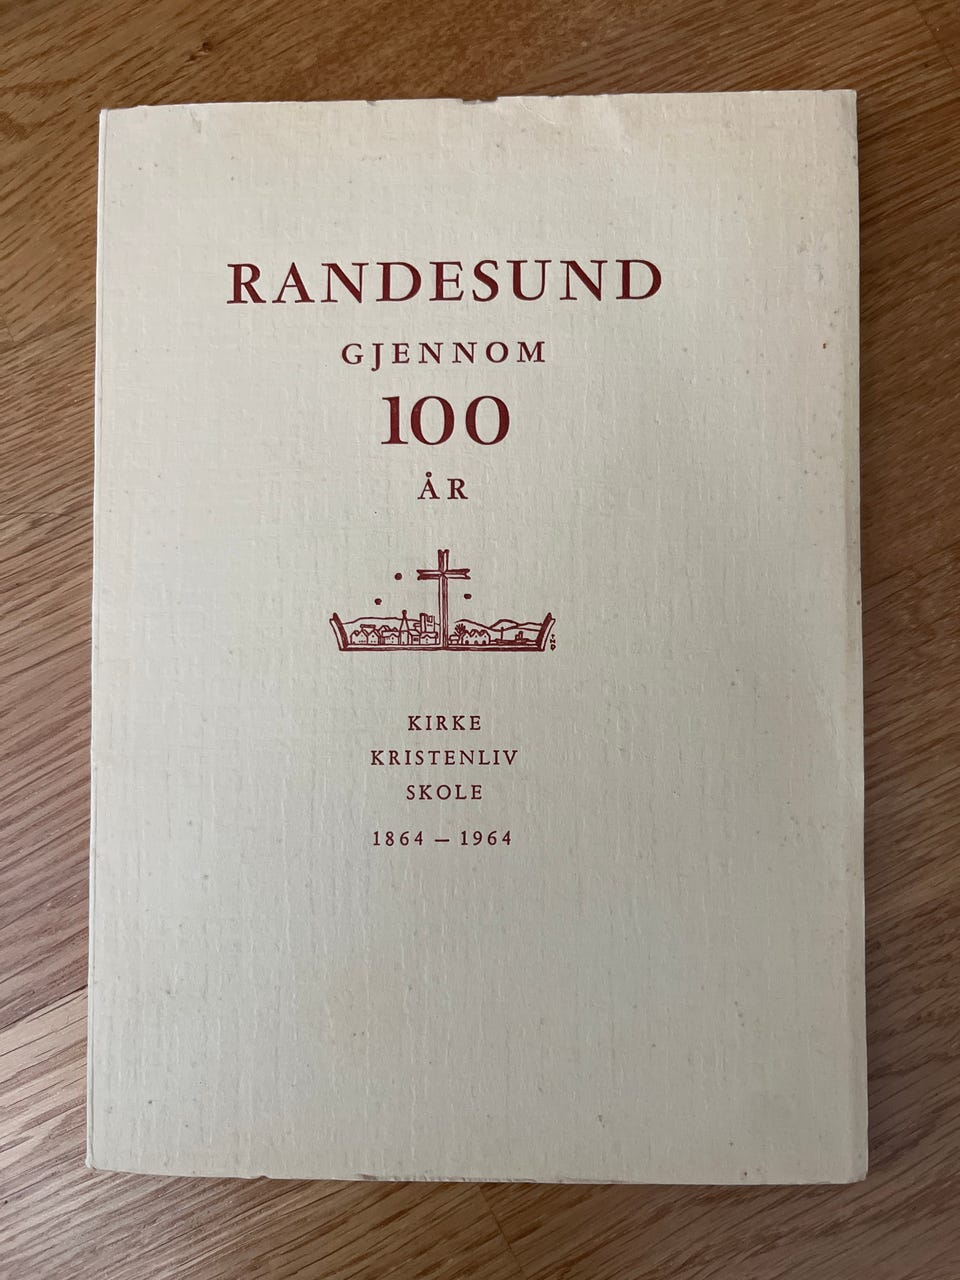 RANDESUND
GJENNOM
100
ÅR
KIRKE
KRISTENLIV
SKOLE
1864 – 1964